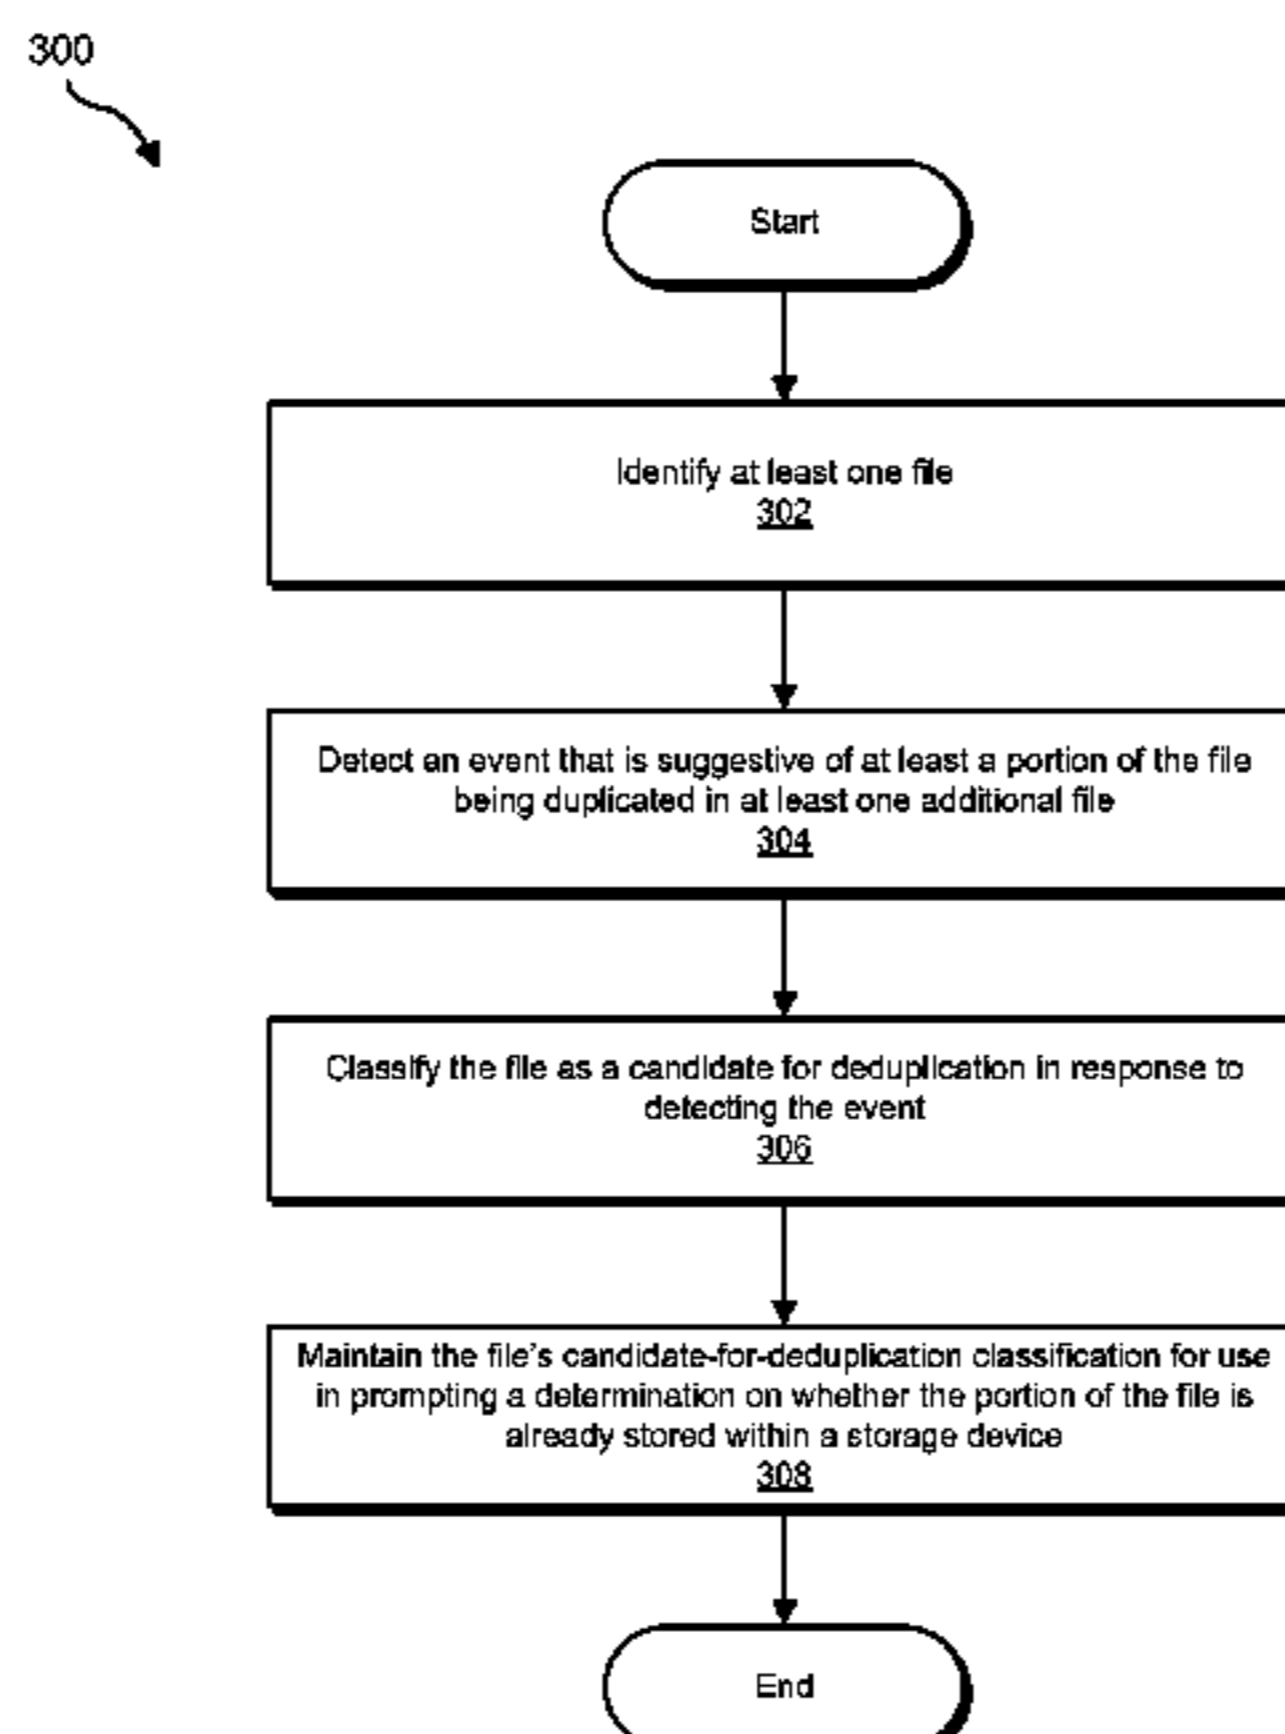 300
Start
Identify at least one file
302
Detect an event that is suggestive of at least a portion of the file
being duplicated in at least one additional file
304
Classify the file as a candidate for deduplication in response to
detecting the event
306
Maintain the file's candidate-for-deduplication classification for use
in prompting a determination on whether the portion of the file is
already stored within a storage device
308
End